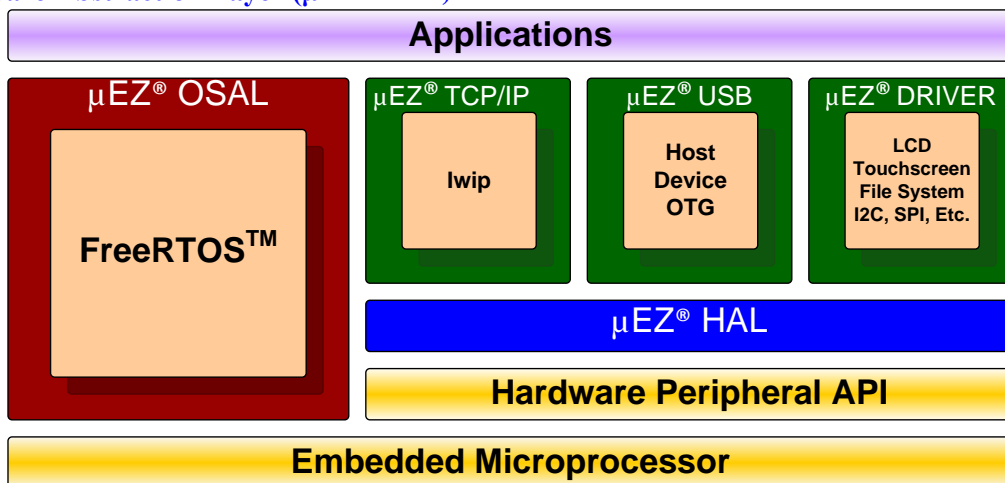 Applications
µEZ® OSAL
FreeRTOS™
µEZ® TCP/IP
lwip
µEZ® USB
Host
Device
OTG
µEZ® DRIVER
LCD
Touchscreen
File System
I2C, SPI, Etc.
µEZ® HAL
Hardware Peripheral API
Embedded Microprocessor